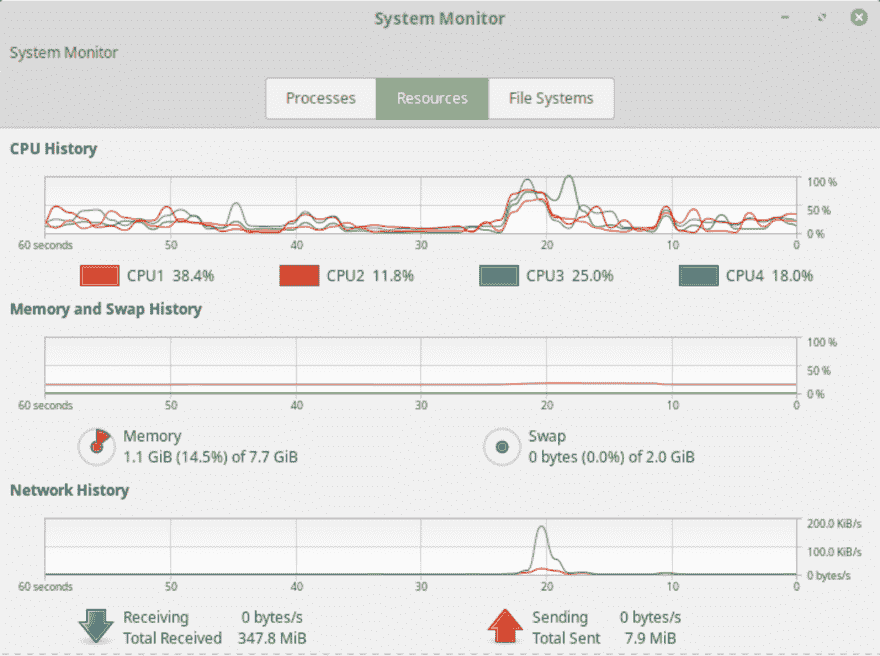 System Monitor
System Monitor
Processes Resources File Systems
CPU History
100 %
50 %
0 %
60 seconds 50 40 30 20 10 0
CPU1 38.4% CPU2 11.8% CPU3 25.0% CPU4 18.0%
Memory and Swap History
100 %
50 %
0 %
60 seconds 50 40 30 20 10 0
Memory
1.1 GiB (14.5%) of 7.7 GiB
Swap
0 bytes (0.0%) of 2.0 GiB
Network History
200.0 KiB/s
100.0 KiB/s
0 bytes/s
60 seconds 50 40 30 20 10 0
Receiving 0 bytes/s
Total Received 347.8 MiB
Sending 0 bytes/s
Total Sent 7.9 MiB